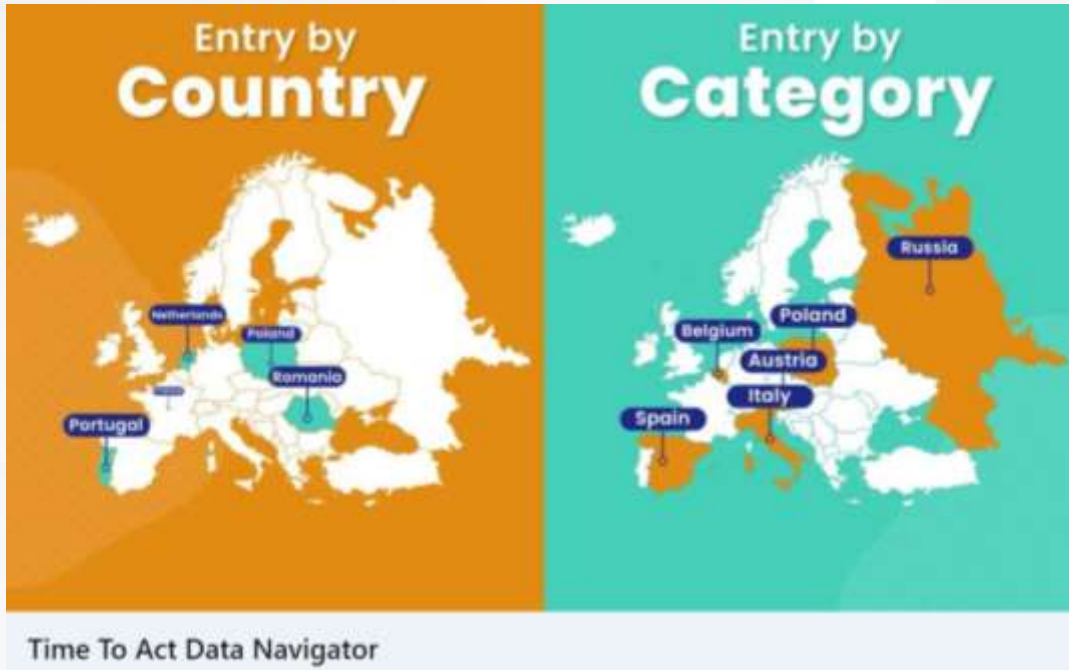 Entry by
Country
Netherlands
Poland
Romania
Portugal
Entry by
Category
Russia
Poland
Belgium
Austria
Italy
Spain
Time To Act Data Navigator